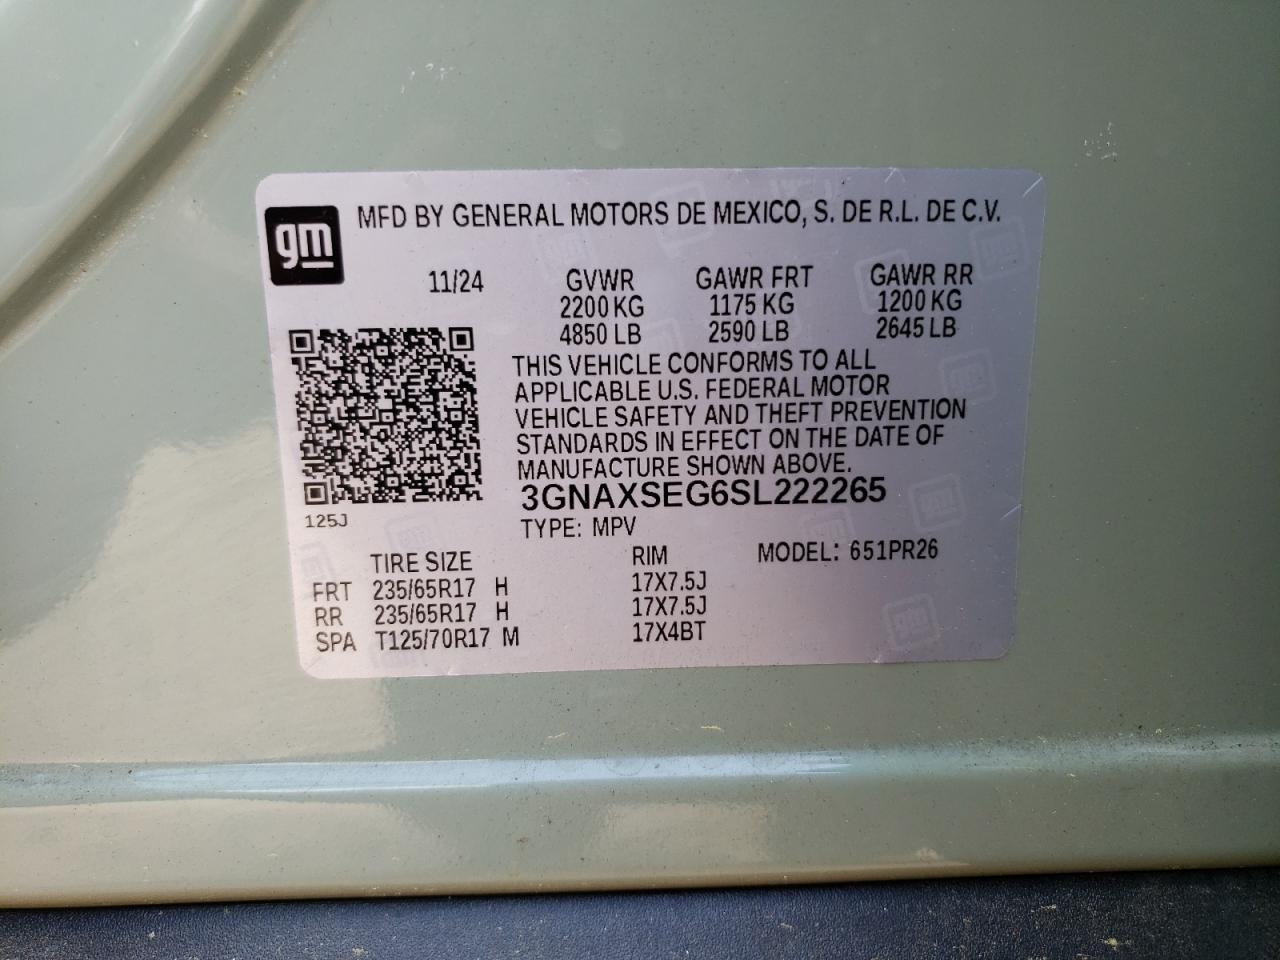 gm
MFD BY GENERAL MOTORS DE MEXICO, S. DE R.L. DE C.V.
11/24 GVWR GAWR FRT GAWR RR
2200 KG 1175 KG 1200 KG
4850 LB 2590 LB 2645 LB
THIS VEHICLE CONFORMS TO ALL
APPLICABLE U.S. FEDERAL MOTOR
VEHICLE SAFETY AND THEFT PREVENTION
STANDARDS IN EFFECT ON THE DATE OF
MANUFACTURE SHOWN ABOVE.
3GNAXSEG6SL222265
125J
TYPE: MPV
TIRE SIZE RIM MODEL: 651PR26
FRT 235/65R17 H 17X7.5J
RR 235/65R17 H 17X7.5J
SPA T125/70R17 M 17X4BT